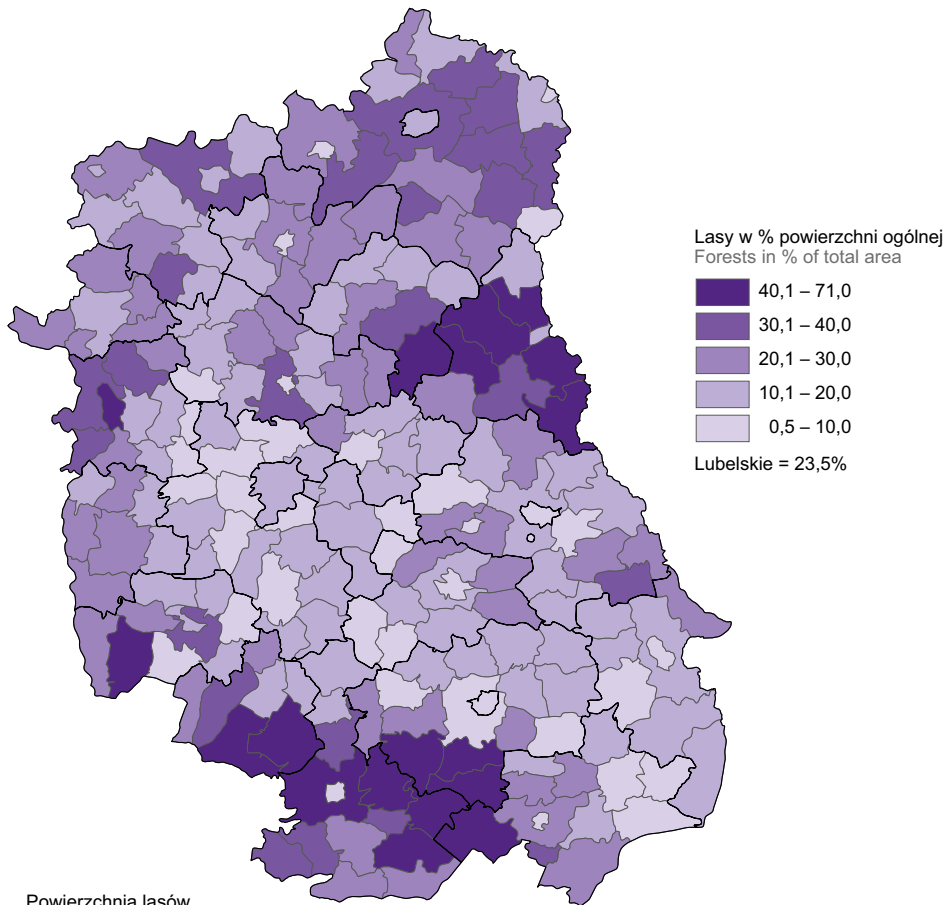 Lasy w % powierzchni ogólnej
Forests in % of total area
40,1 – 71,0
30,1 – 40,0
20,1 – 30,0
10,1 – 20,0
0,5 – 10,0
Lubelskie = 23,5%
Powierzchnia lasów